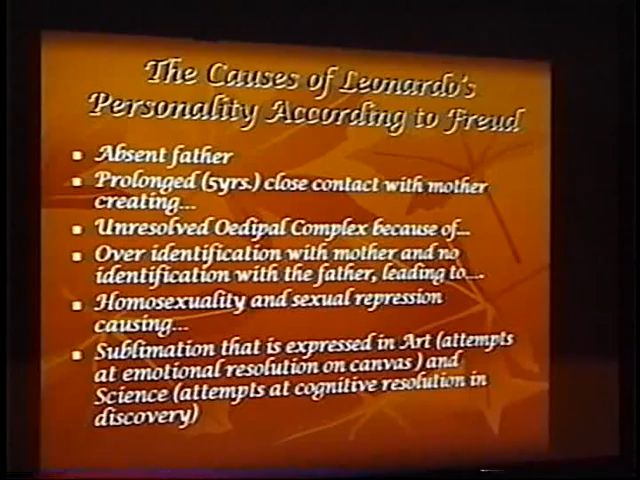 The Causes of Leonardo's
Personality According to Freud
Absent father
Prolonged (5yrs.) close contact with mother
creating...
Unresolved Oedipal Complex because of...
Over identification with mother and no
identification with the father, leading to....
Homosexuality and sexual repression
causing...
Sublimation that is expressed in Art (attempts
at emotional resolution on canvas ) and
Science (attempts at cognitive resolution in
discovery)